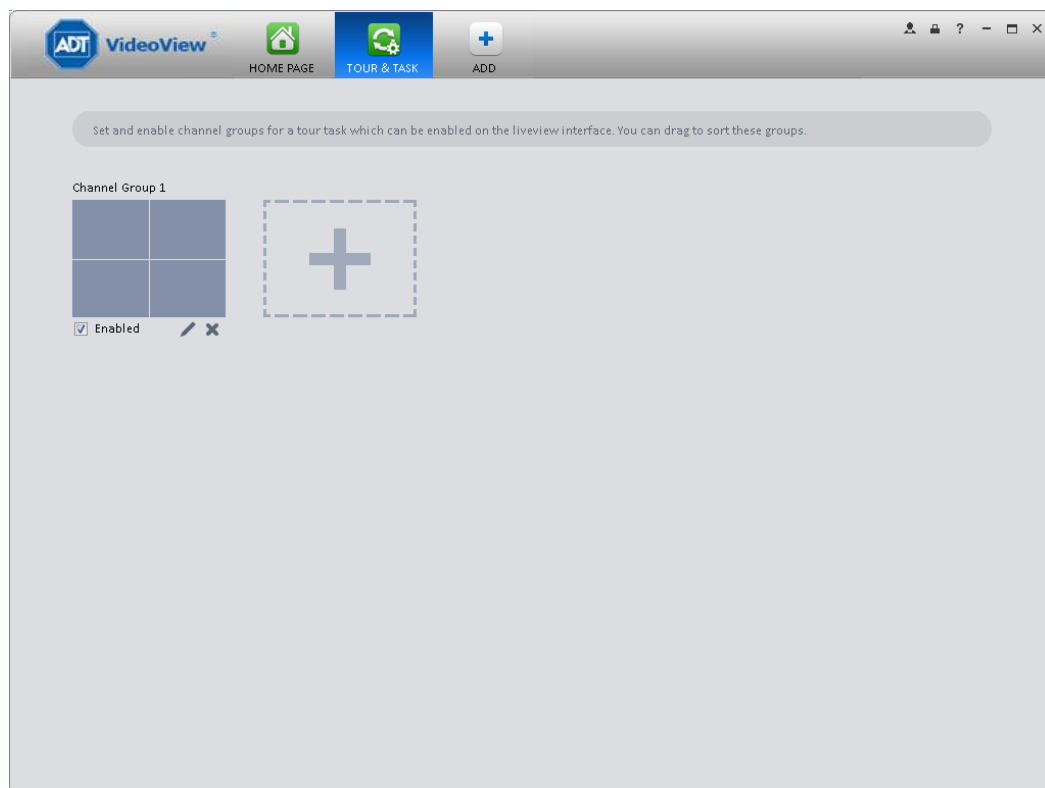 ADT VideoView ®
HOME PAGE
TOUR & TASK
ADD
?
Set and enable channel groups for a tour task which can be enabled on the liveview interface. You can drag to sort these groups.
Channel Group 1
Enabled